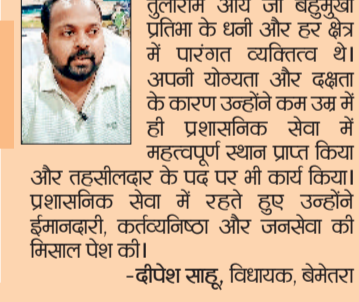 तुलाराम आर्य जी बहुमुखी
प्रतिभा के धनी और हर क्षेत्र
में पारंगत व्यक्तित्व थे।
अपनी योग्यता और दक्षता
के कारण उन्होंने कम उम्र में
ही प्रशासनिक सेवा में
महत्वपूर्ण स्थान प्राप्त किया
और तहसीलदार के पद पर भी कार्य किया।
प्रशासनिक सेवा में रहते हुए उन्होंने
ईमानदारी, कर्तव्यनिष्ठा और जनसेवा की
मिसाल पेश की।
-दीपेश साहू, विधायक, बेमेतरा